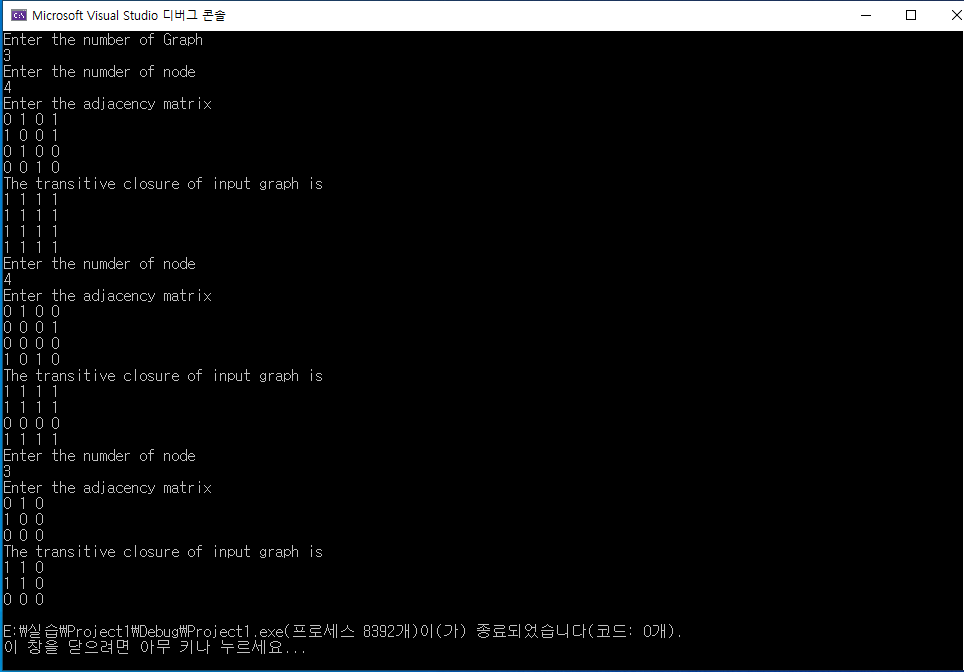 Microsoft Visual Studio 디버그 콘솔
Enter the number of Graph
3
Enter the numder of node
4
Enter the adjacency matrix
0 1 0 1
1 0 0 1
0 1 0 0
0 0 1 0
The transitive closure of input graph is
1 1 1 1
1 1 1 1
1 1 1 1
1 1 1 1
Enter the numder of node
4
Enter the adjacency matrix
0 1 0 0
0 0 0 1
0 0 0 0
1 0 1 0
The transitive closure of input graph is
1 1 1 1
1 1 1 1
0 0 0 0
1 1 1 1
Enter the numder of node
3
Enter the adjacency matrix
0 1 0
1 0 0
0 0 0
The transitive closure of input graph is
1 1 0
1 1 0
0 0 0
E:₩실습₩Project1₩Debug₩Project1.exe(프로세스 8392개)이(가) 종료되었습니다(코드: 0개).
이 창을 닫으려면 아무 키나 누르세요...